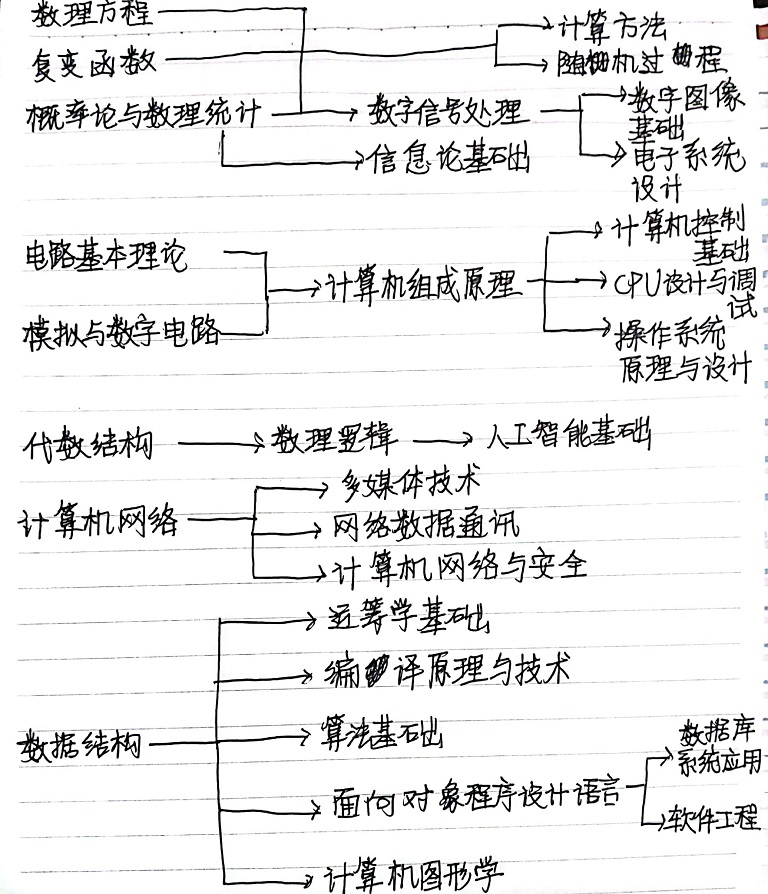 数理方程
计算方法
复变函数
随机过程
概率论与数理统计
数字信号处理
数字图像
基础
信息论基础
电子系统
设计
电路基本理论
计算机组成原理
计算机控制
基础
CPU设计与调
试
模拟与数字电路
操作系统
原理与设计
代数结构
数理逻辑
人工智能基础
计算机网络
多媒体技术
网络数据通讯
计算机网络与安全
运筹学基础
编译原理与技术
数据结构
算法基础
面向对象程序设计语言
数据库
系统应用
软件工程
计算机图形学